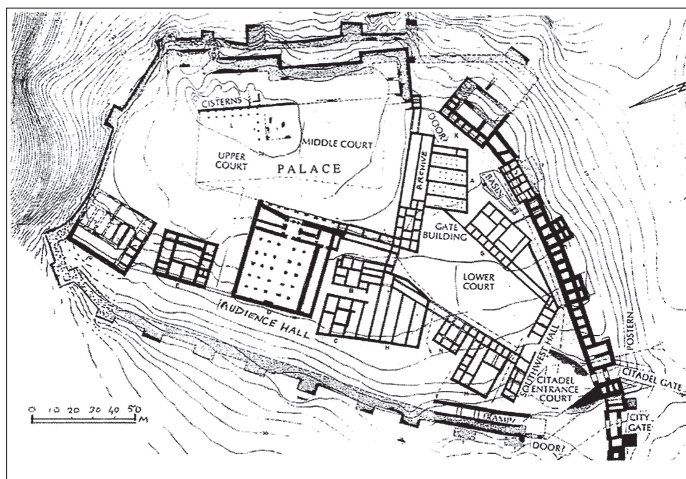 CISTERNS
MIDDLE COURT
UPPER
COURT
PALACE
DOOR?
ARCHIVE
A
K
BASIN
GATE
BUILDING
G
LOWER
COURT
E
AUDIENCE HALL
D
B
C
H
SOUTHWEST HALL
CITADEL
ENTRANCE
COURT
POSTERN
CITADEL GATE
CITY
GATE
RAMP?
DOOR?
0 10 20 30 40 50
M